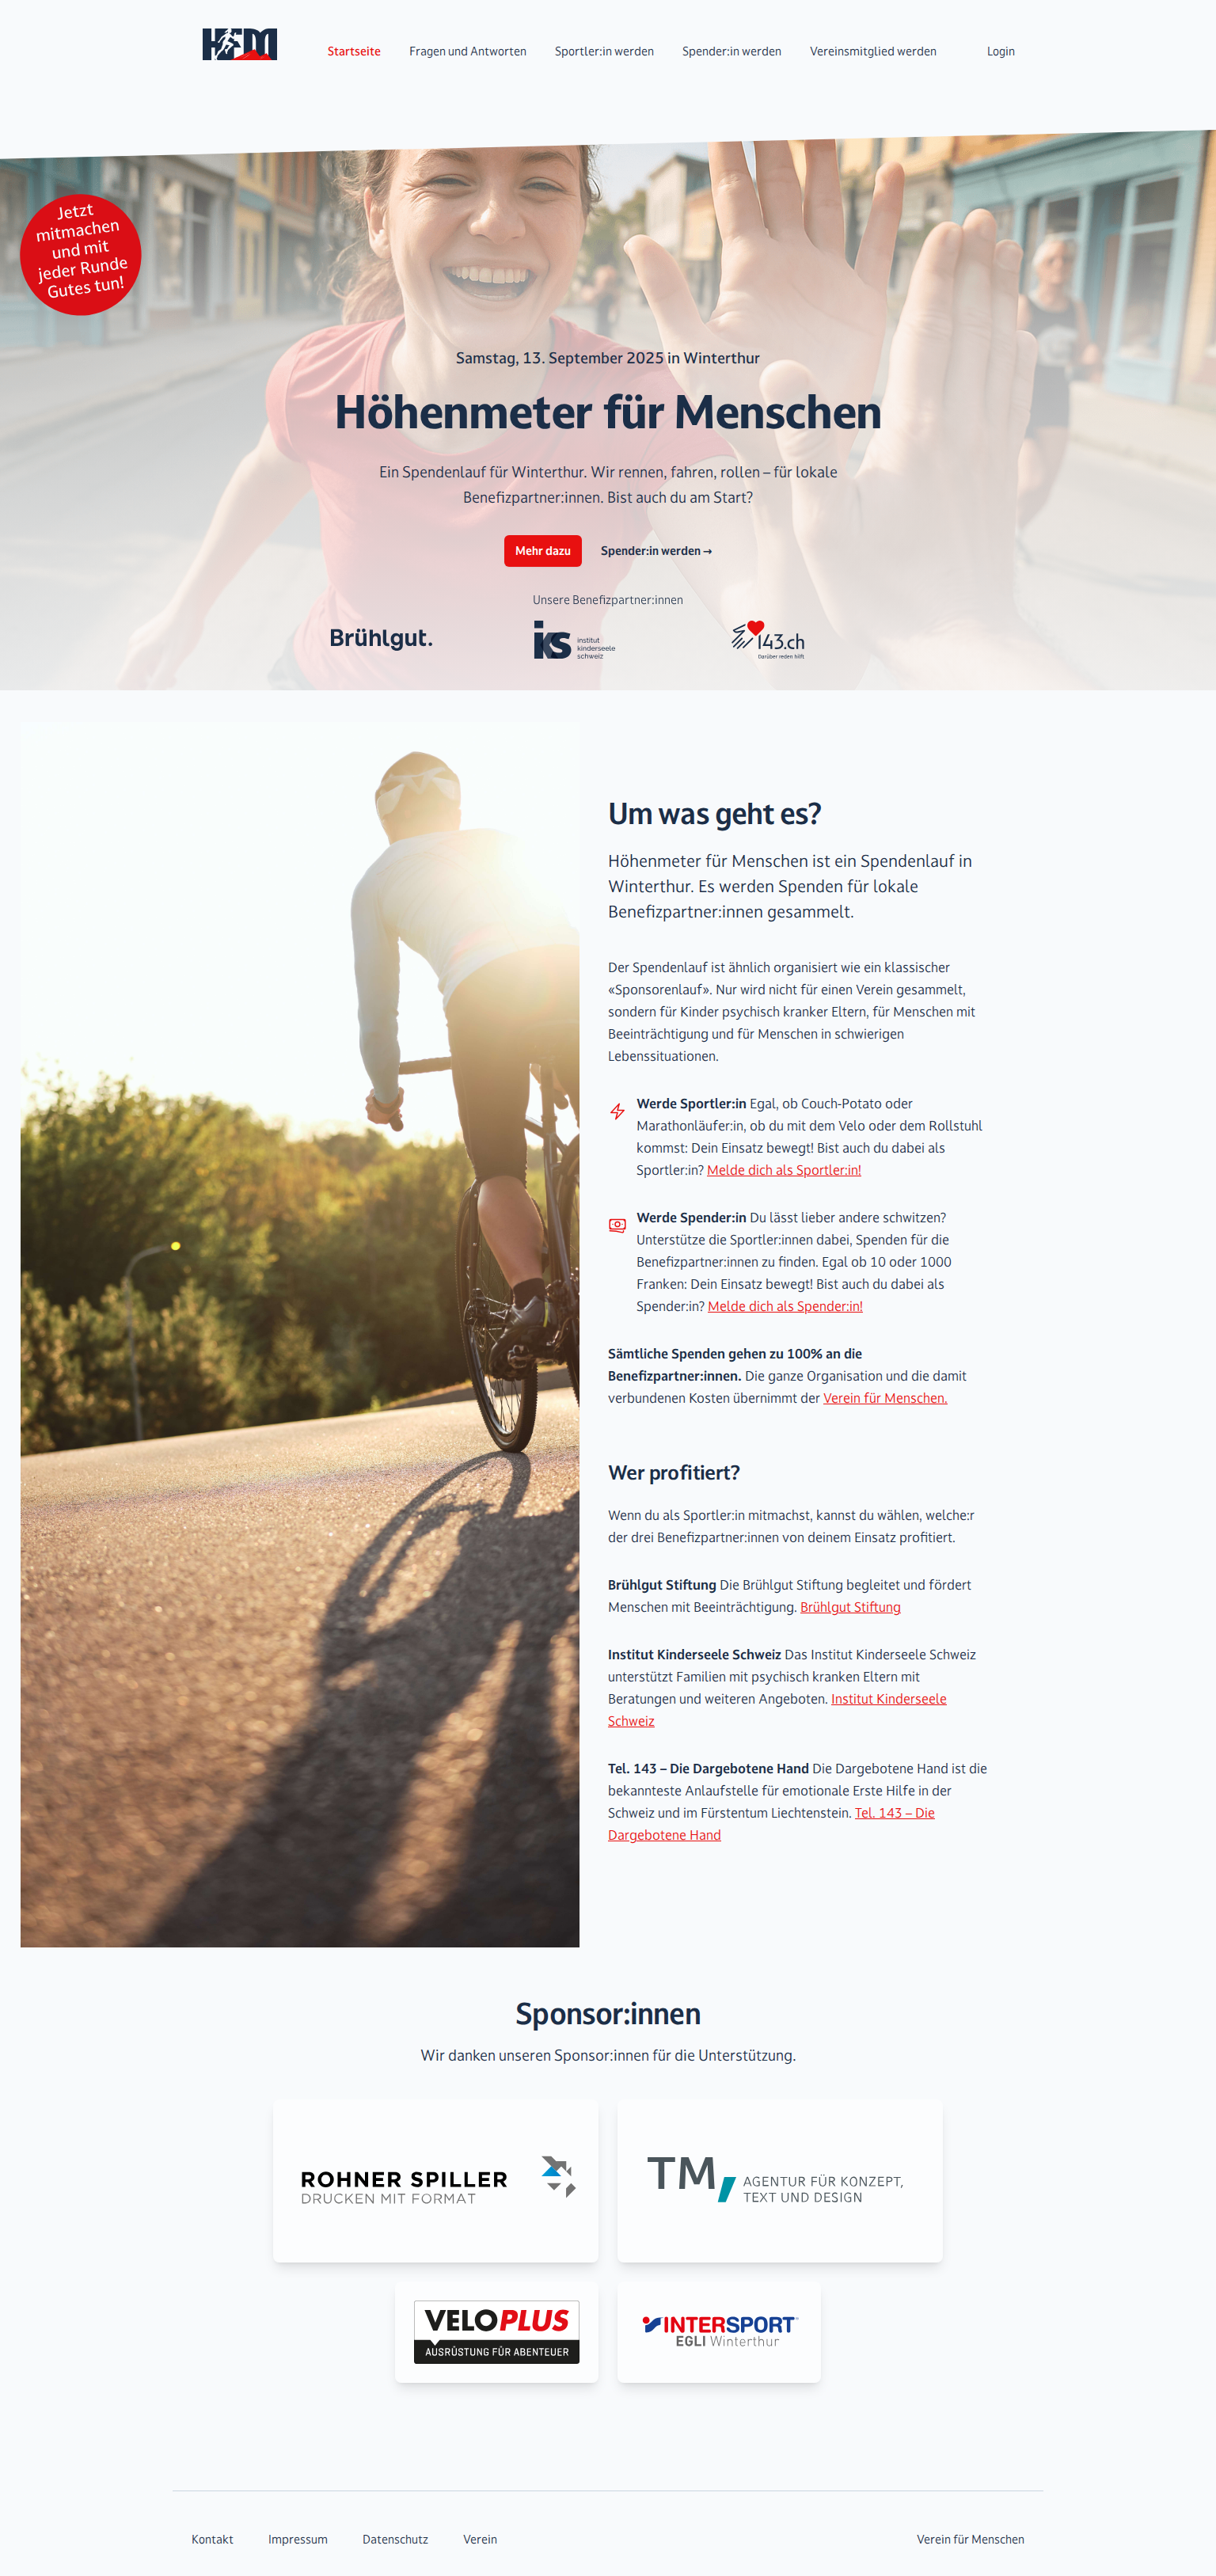 HFM
Startseite
Fragen und Antworten
Sportler:in werden
Spender:in werden
Vereinsmitglied werden
Login
Jetzt
mitmachen
und mit
jeder Runde
Gutes tun!
Samstag, 13. September 2025 in Winterthur
Höhenmeter für Menschen
Ein Spendenlauf für Winterthur. Wir rennen, fahren, rollen – für lokale
Benefizpartner:innen. Bist auch du am Start?
Mehr dazu
Spender:in werden →
Unsere Benefizpartner:innen
Brühlgut.
iks
institut
kinderseele
schweiz
143.ch
Darüber reden hilft
Um was geht es?
Höhenmeter für Menschen ist ein Spendenlauf in
Winterthur. Es werden Spenden für lokale
Benefizpartner:innen gesammelt.
Der Spendenlauf ist ähnlich organisiert wie ein klassischer
«Sponsorenlauf». Nur wird nicht für einen Verein gesammelt,
sondern für Kinder psychisch kranker Eltern, für Menschen mit
Beeinträchtigung und für Menschen in schwierigen
Lebenssituationen.
Werde Sportler:in Egal, ob Couch-Potato oder
Marathonläufer:in, ob du mit dem Velo oder dem Rollstuhl
kommst: Dein Einsatz bewegt! Bist auch du dabei als
Sportler:in? Melde dich als Sportler:in!
Werde Spender:in Du lässt lieber andere schwitzen?
Unterstütze die Sportler:innen dabei, Spenden für die
Benefizpartner:innen zu finden. Egal ob 10 oder 1000
Franken: Dein Einsatz bewegt! Bist auch du dabei als
Spender:in? Melde dich als Spender:in!
Sämtliche Spenden gehen zu 100% an die
Benefizpartner:innen. Die ganze Organisation und die damit
verbundenen Kosten übernimmt der Verein für Menschen.
Wer profitiert?
Wenn du als Sportler:in mitmachst, kannst du wählen, welche:r
der drei Benefizpartner:innen von deinem Einsatz profitiert.
Brühlgut Stiftung Die Brühlgut Stiftung begleitet und fördert
Menschen mit Beeinträchtigung. Brühlgut Stiftung
Institut Kinderseele Schweiz Das Institut Kinderseele Schweiz
unterstützt Familien mit psychisch kranken Eltern mit
Beratungen und weiteren Angeboten. Institut Kinderseele
Schweiz
Tel. 143 – Die Dargebotene Hand Die Dargebotene Hand ist die
bekannteste Anlaufstelle für emotionale Erste Hilfe in der
Schweiz und im Fürstentum Liechtenstein. Tel. 143 – Die
Dargebotene Hand
Sponsor:innen
Wir danken unseren Sponsor:innen für die Unterstützung.
ROHNER SPILLER
DRUCKEN MIT FORMAT
TM,
AGENTUR FÜR KONZEPT,
TEXT UND DESIGN
VELOPLUS
AUSRÜSTUNG FÜR ABENTEUER
INTERSPORT
EGLI Winterthur
Kontakt
Impressum
Datenschutz
Verein
Verein für Menschen